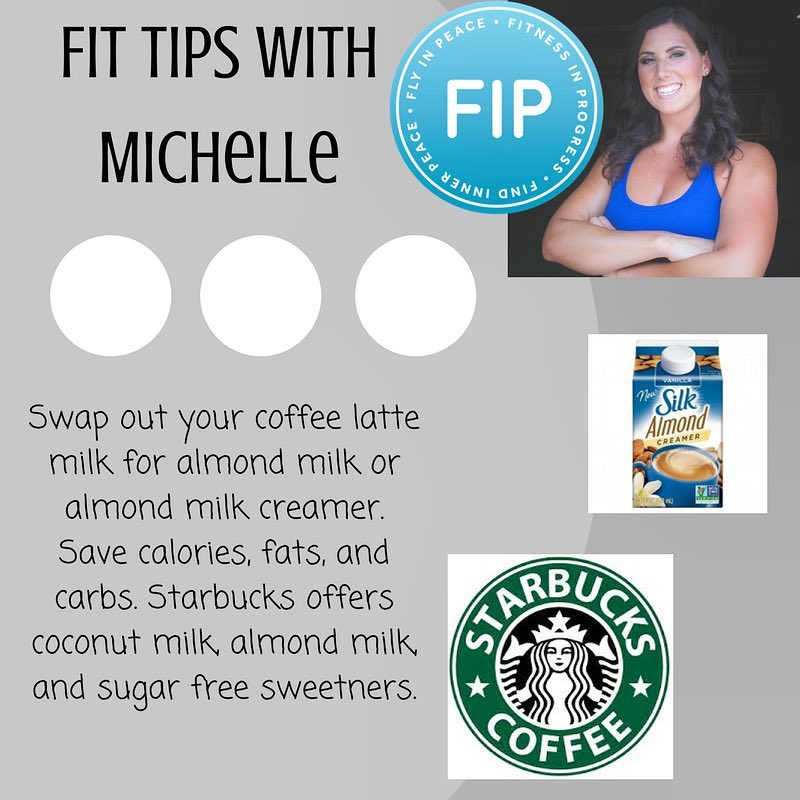 FIT TIPS WITH
MICHELLE
FLY IN PEACE • FITNESS IN PROGRESS • FIND INNER PEACE •
FIP
Swap out your coffee latte
milk for almond milk or
almond milk creamer.
Save calories, fats, and
carbs. Starbucks offers
coconut milk, almond milk,
and sugar free sweetners.
VANILLA
New!
Silk
Almond
CREAMER
STARBUCKS
COFFEE